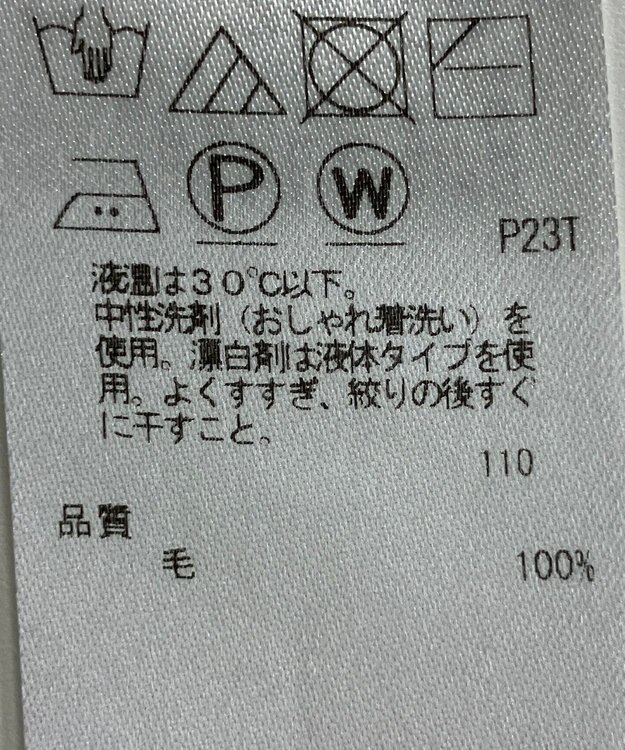 P W
P23T
液温は30℃以下。
中性洗剤（おしゃれ着洗い）を
使用。漂白剤は液体タイプを使
用。よくすすぎ、絞りの後すぐ
に干すこと。
110
品質
毛 100%